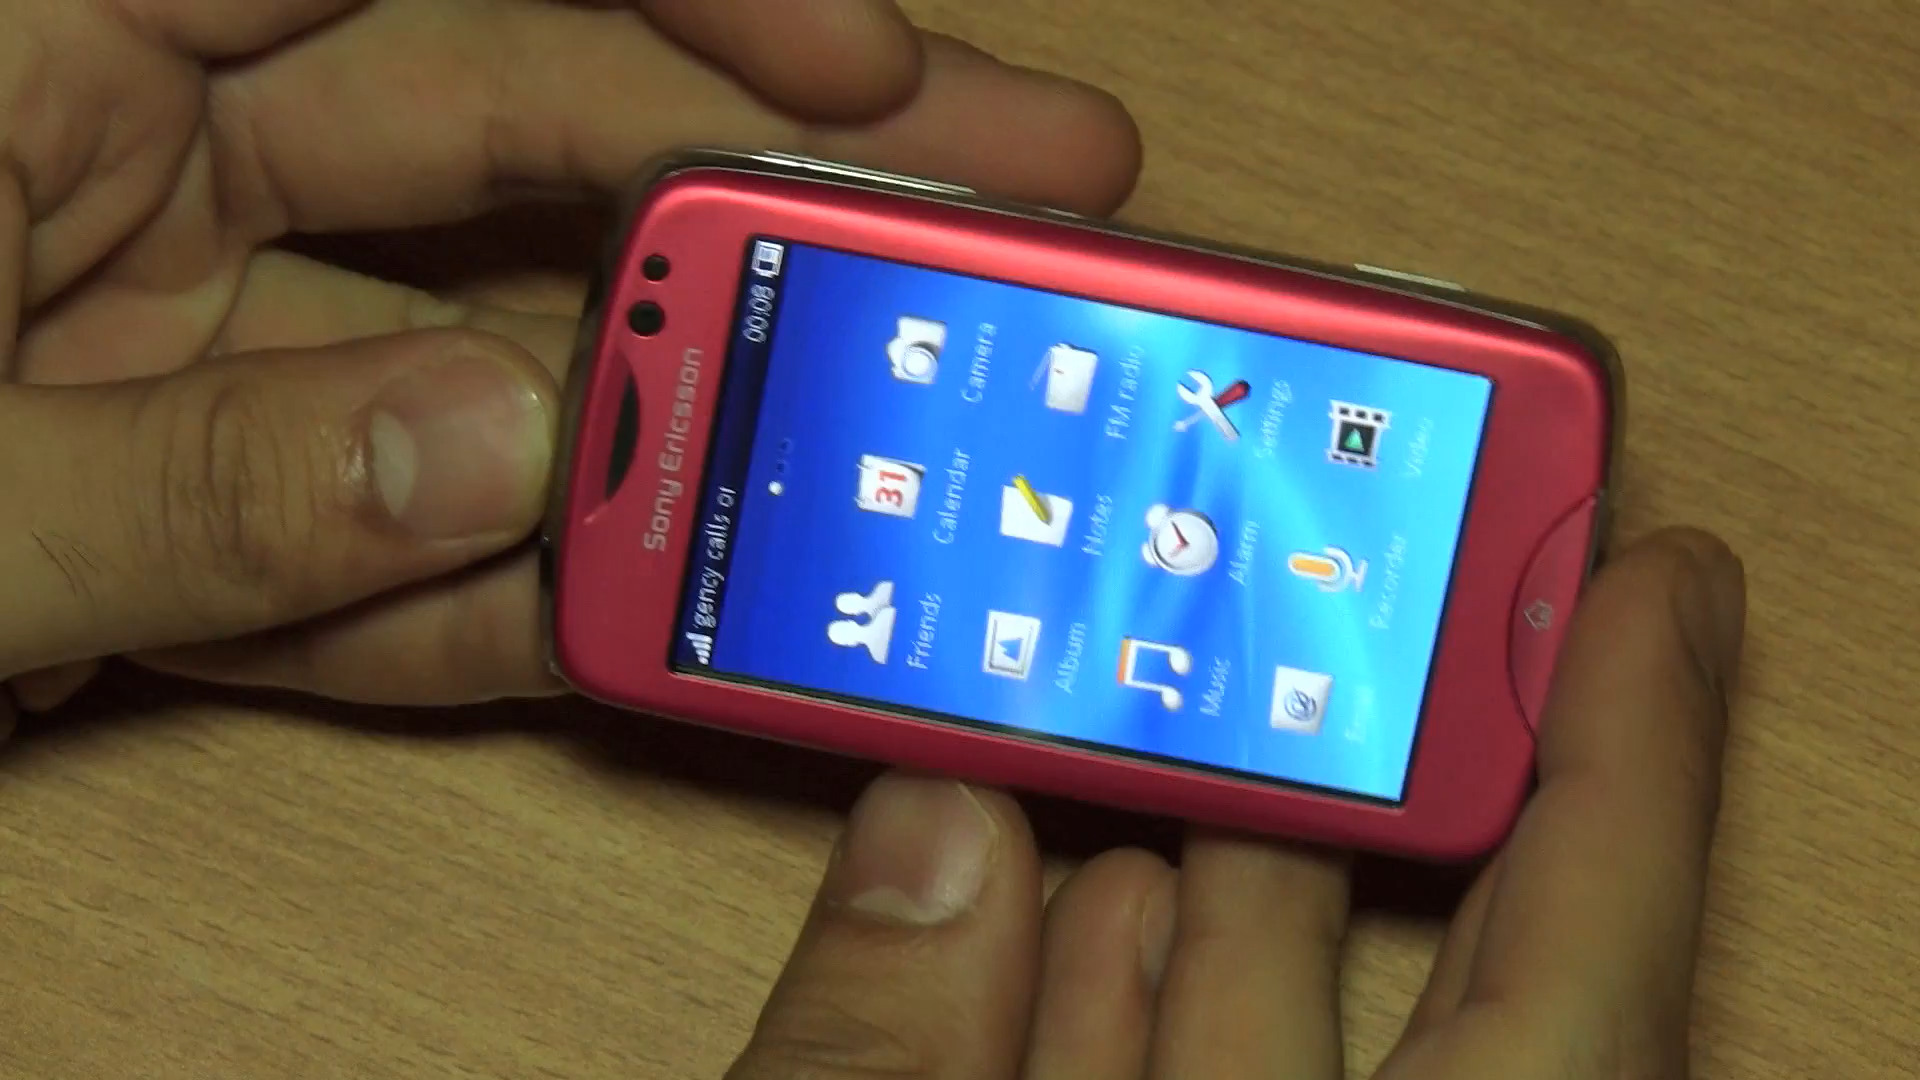 Sony Ericsson
gency calls o
00:08
Friends
Calendar
31
Camera
Album
Notes
FM radio
Music
Alarm
Settings
@
Recorder
Video